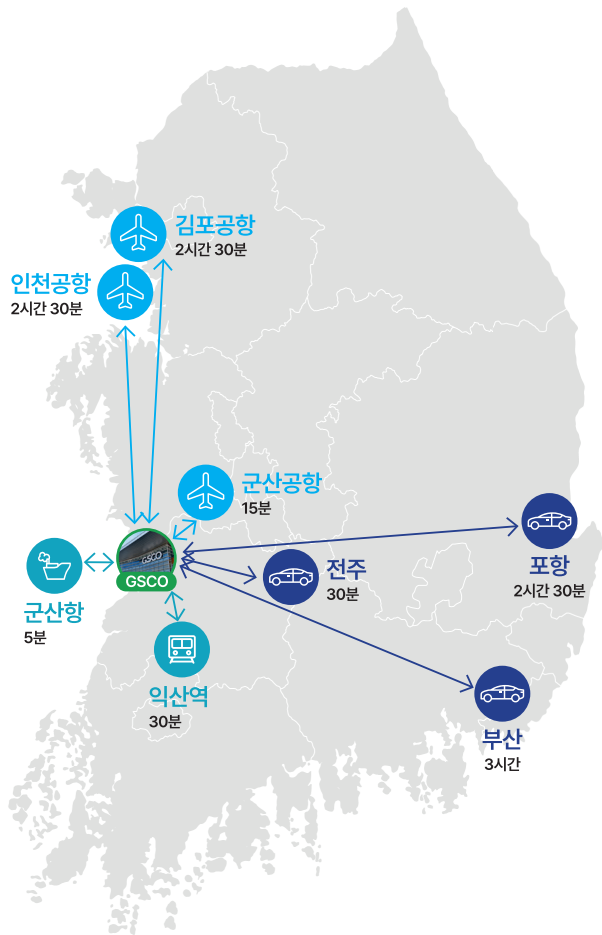 김포공항
2시간 30분
인천공항
2시간 30분
군산공항
15분
GSCO
GSCO
군산항
5분
전주
30분
포항
2시간 30분
익산역
30분
부산
3시간